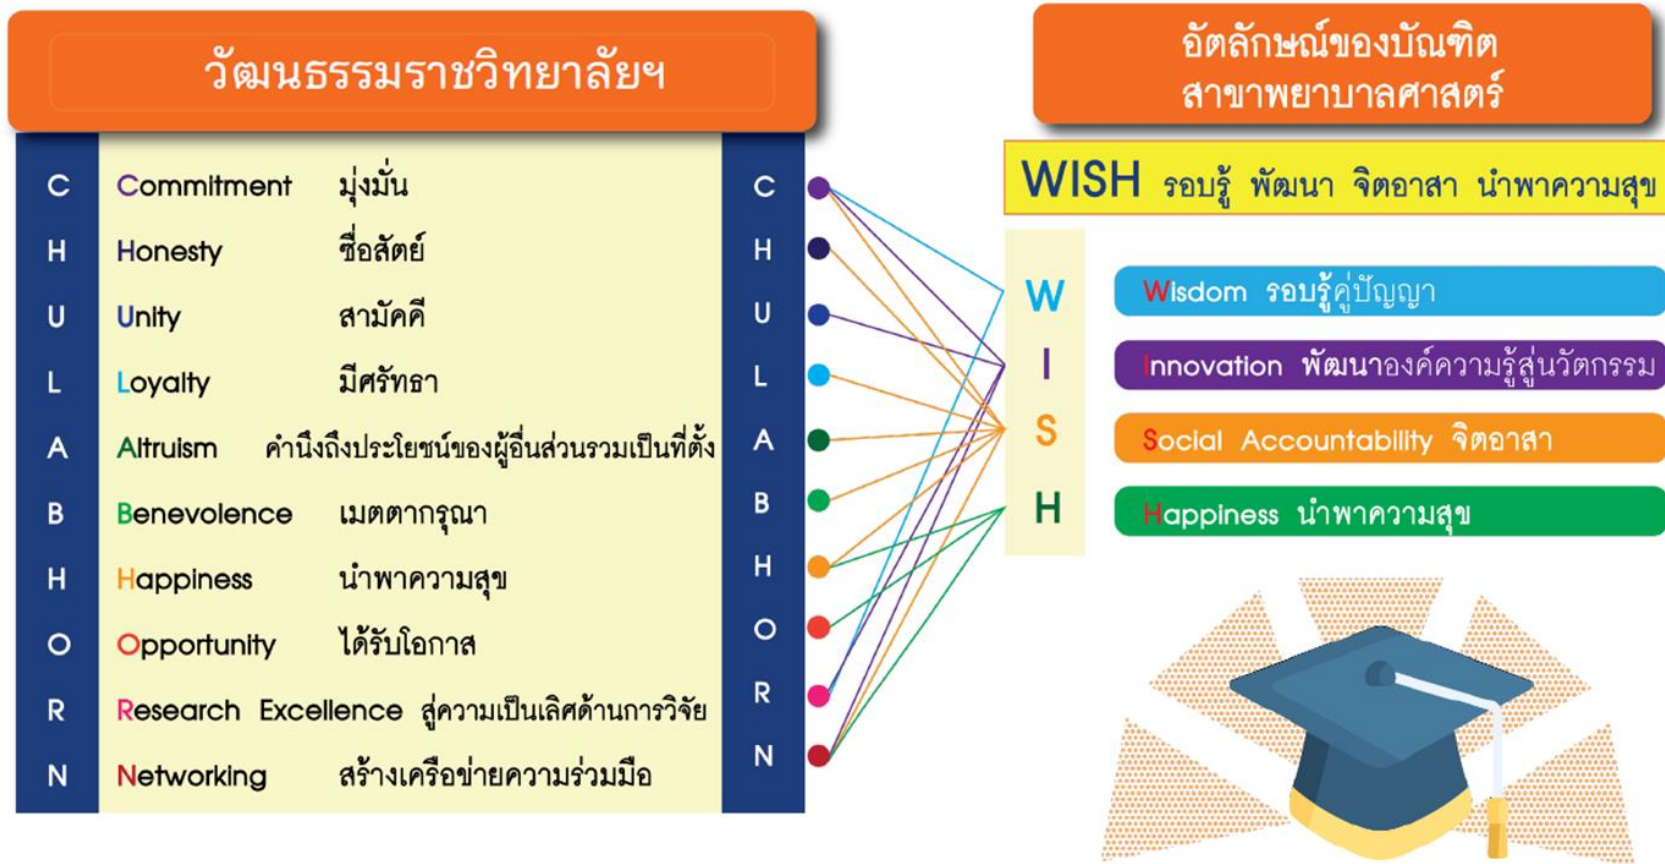 วัฒนธรรมราชวิทยาลัยฯ
C Commitment มุ่งมั่น C
H Honesty ซื่อสัตย์ H
U Unity สามัคคี U
L Loyalty มีศรัทธา L
A Altruism คำนึงถึงประโยชน์ของผู้อื่นส่วนรวมเป็นที่ตั้ง A
B Benevolence เมตตากรุณา B
H Happiness นำพาความสุข H
O Opportunity ได้รับโอกาส O
R Research Excellence สู่ความเป็นเลิศด้านการวิจัย R
N Networking สร้างเครือข่ายความร่วมมือ N
อัตลักษณ์ของบัณฑิต
สาขาพยาบาลศาสตร์
WISH รอบรู้ พัฒนา จิตอาสา นำพาความสุข
W Wisdom รอบรู้คู่ปัญญา
I Innovation พัฒนาองค์ความรู้สู่นวัตกรรม
S Social Accountability จิตอาสา
H Happiness นำพาความสุข